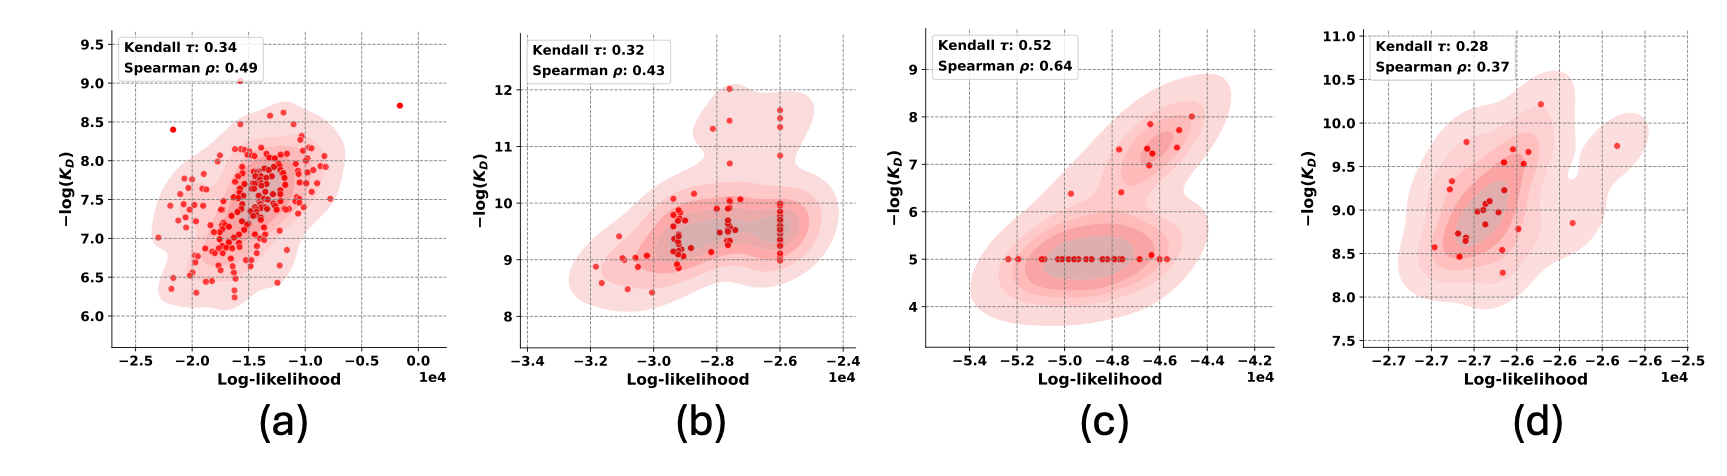 Kendall τ: 0.34
Spearman ρ: 0.49
9.5
9.0
8.5
8.0
7.5
7.0
6.5
6.0
−log(K_D)
−2.5 −2.0 −1.5 −1.0 −0.5 0.0
1e4
Log-likelihood
(a)
Kendall τ: 0.32
Spearman ρ: 0.43
12
11
10
9
8
−log(K_D)
−3.4 −3.2 −3.0 −2.8 −2.6 2.4
1e4
Log-likelihood
(b)
Kendall τ: 0.52
Spearman ρ: 0.64
9
8
7
6
5
4
−log(K_D)
−5.4 −5.2 −5.0 −4.8 −4.6 −4.4 −4.2
1e4
Log-likelihood
(c)
Kendall τ: 0.28
Spearman ρ: 0.37
11.0
10.5
10.0
9.5
9.0
8.5
8.0
7.5
−log(K_D)
−2.7 −2.7 −2.7 −2.6 −2.6 −2.6 −2.6 −2.5
1e4
Log-likelihood
(d)